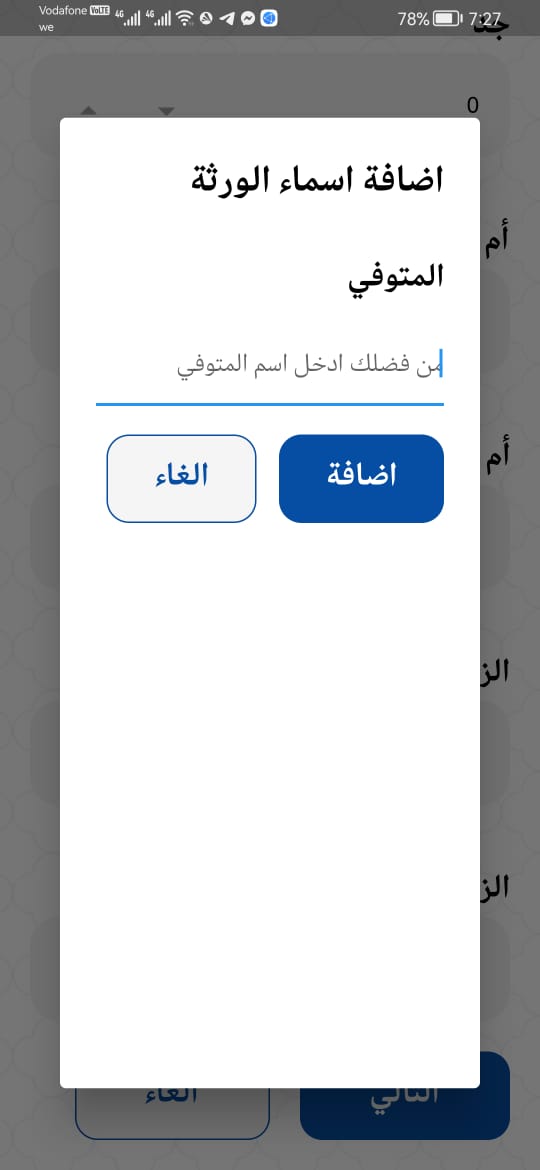 Vodafone VoLTE 4G 4G 78% 7:27
we
جد
0
اضافة اسماء الورثة
أم
المتوفي
من فضلك ادخل اسم المتوفي
أم
اضافة الغاء
الز
الز
التالي الغاء